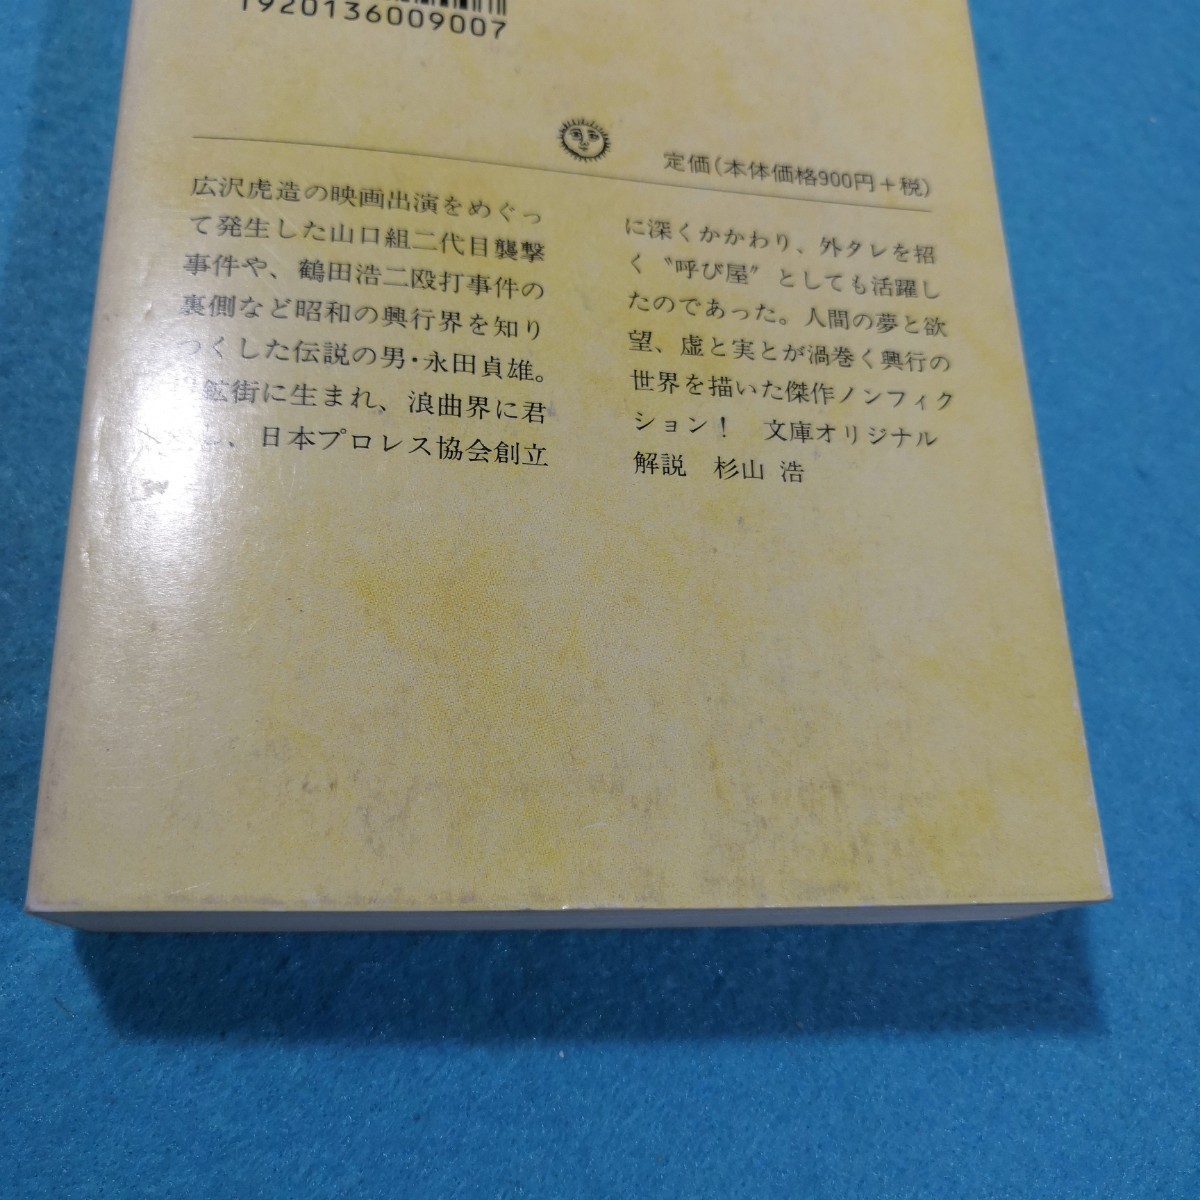 1920136009007
定価(本体価格900円+税)
広沢虎造の映画出演をめぐっ
て発生した山口組二代目襲撃
事件や、鶴田浩二殴打事件の
裏側など昭和の興行界を知り
つくした伝説の男・永田貞雄。
鉱街に生まれ、浪曲界に君
、日本プロレス協会創立
に深くかかわり、外タレを招
く〝呼び屋〟としても活躍し
たのであった。人間の夢と欲
望、虚と実とが渦巻く興行の
世界を描いた傑作ノンフィク
ション! 文庫オリジナル
解説 杉山 浩